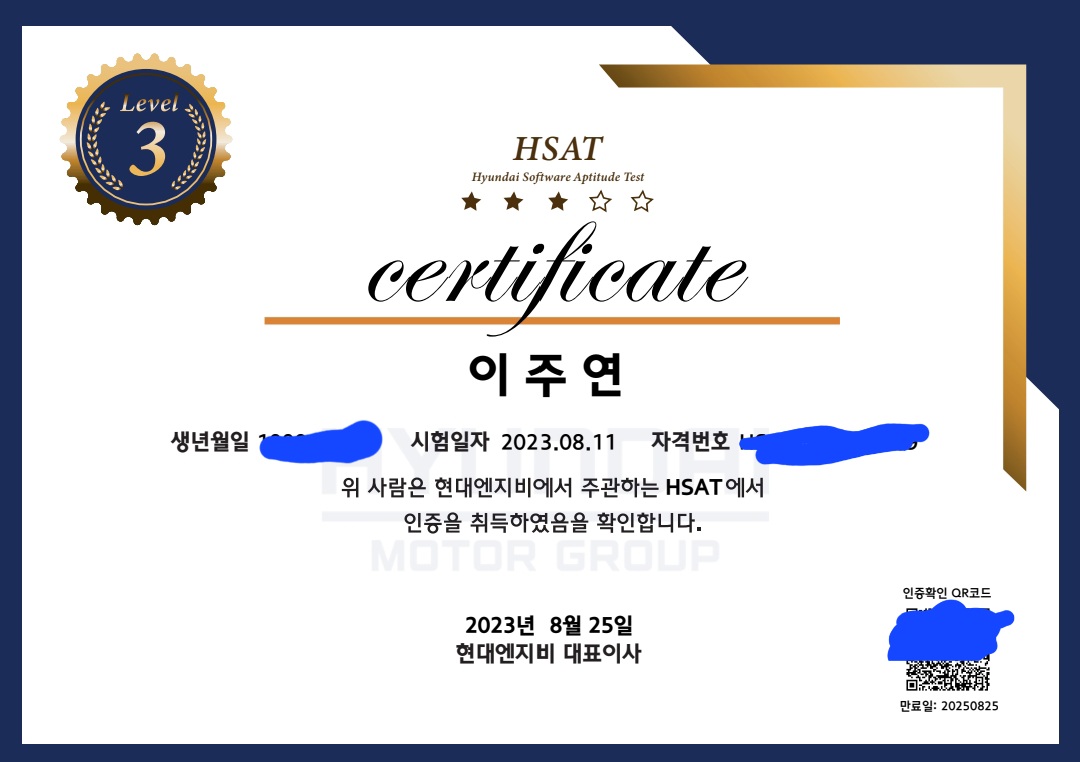 Level
3
HSAT
Hyundai Software Aptitude Test
certificate
이 주 연
생년월일 시험일자 2023.08.11 자격번호
위 사람은 현대엔지비에서 주관하는 HSAT에서
인증을 취득하였음을 확인합니다.
HYUNDAI
MOTOR GROUP
2023년 8월 25일
현대엔지비 대표이사
인증확인 QR코드
만료일: 20250825